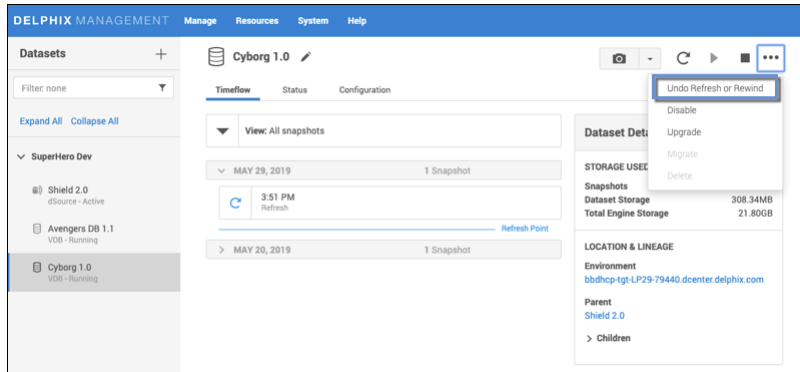 DELPHIX MANAGEMENT Manage Resources System Help
Datasets
Filter: none
Expand All Collapse All
SuperHero Dev
Shield 2.0
dSource - Active
Avengers DB 1.1
VDB - Running
Cyborg 1.0
VDB - Running
Cyborg 1.0
Timeflow Status Configuration
View: All snapshots
MAY 29, 2019 1 Snapshot
3:51 PM
Refresh
Refresh Point
MAY 20, 2019 1 Snapshot
Undo Refresh or Rewind
Disable
Upgrade
Migrate
Delete
Dataset Deta
STORAGE USED
Snapshots
Dataset Storage 308.34MB
Total Engine Storage 21.80GB
LOCATION & LINEAGE
Environment
bbdhcp-tgt-LP29-79440.dcenter.delphix.com
Parent
Shield 2.0
Children